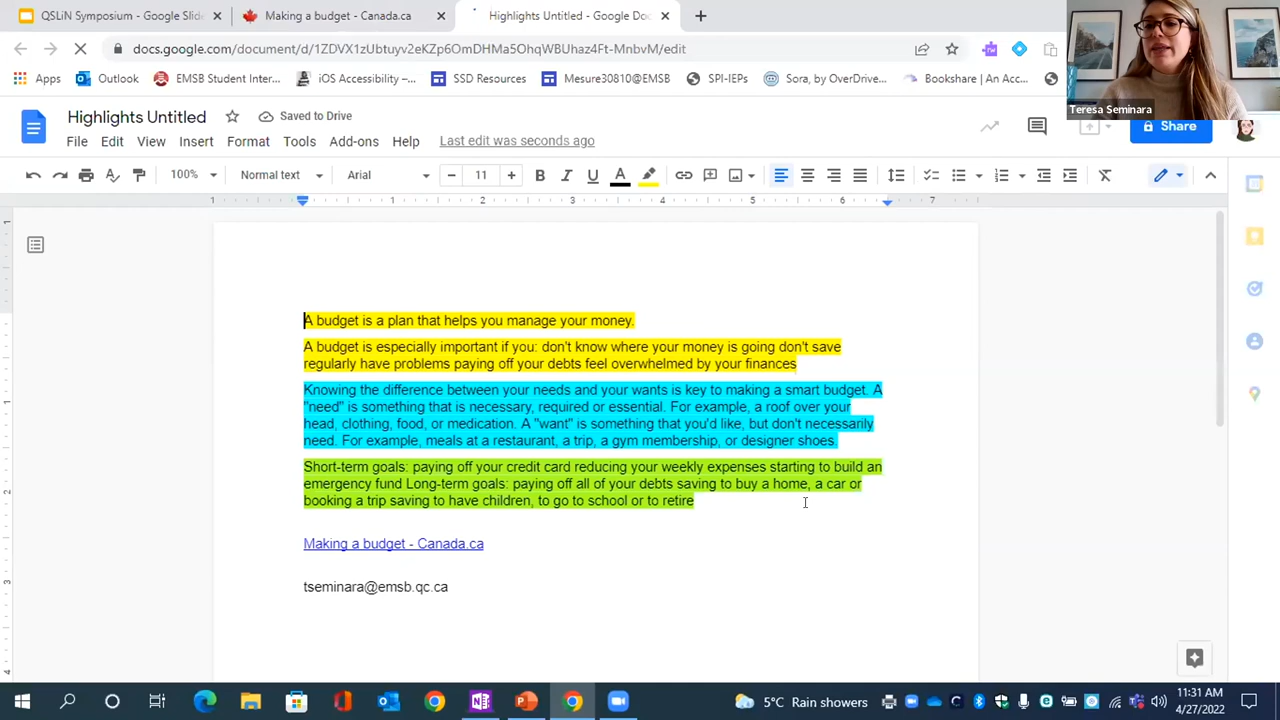 QSLiN Symposium - Google Slide
Making a budget - Canada.ca
Highlights Untitled - Google Doc
docs.google.com/document/d/1ZDVX1zUbtuyv2eKZp6OmDHMa5OhqWBUhaz4Ft-MnbvM/edit
Apps
Outlook
EMSB Student Inter...
iOS Accessibility –...
SSD Resources
Mesure30810@EMSB
SPI-IEPs
Sora, by OverDrive...
Bookshare | An Acc...
Teresa Seminara
Highlights Untitled
Saved to Drive
Share
File Edit View Insert Format Tools Add-ons Help
Last edit was seconds ago
100%
Normal text
Arial
11
1 1 2 3 4 5 6 7
A budget is a plan that helps you manage your money.
A budget is especially important if you: don't know where your money is going don't save
regularly have problems paying off your debts feel overwhelmed by your finances
Knowing the difference between your needs and your wants is key to making a smart budget. A
"need" is something that is necessary, required or essential. For example, a roof over your
head, clothing, food, or medication. A "want" is something that you'd like, but don't necessarily
need. For example, meals at a restaurant, a trip, a gym membership, or designer shoes.
Short-term goals: paying off your credit card reducing your weekly expenses starting to build an
emergency fund Long-term goals: paying off all of your debts saving to buy a home, a car or
booking a trip saving to have children, to go to school or to retire
Making a budget - Canada.ca
tseminara@emsb.qc.ca
5°C Rain showers
11:31 AM
4/27/2022